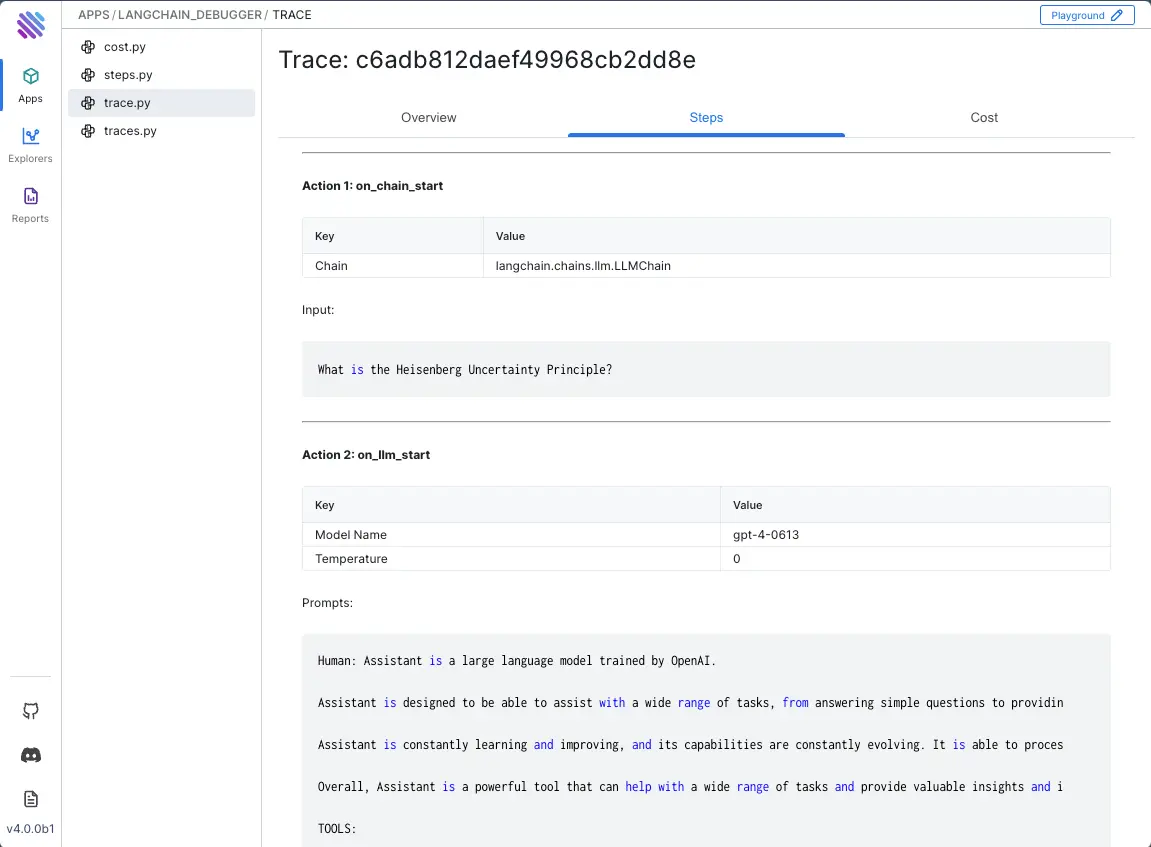 APPS / LANGCHAIN_DEBUGGER / TRACE
Playground
Apps
Explorers
Reports
v4.0.0b1
cost.py
steps.py
trace.py
traces.py
Trace: c6adb812daef49968cb2dd8e
Overview Steps Cost
Action 1: on_chain_start
Key Value
Chain langchain.chains.llm.LLMChain
Input:
What is the Heisenberg Uncertainty Principle?
Action 2: on_llm_start
Key Value
Model Name gpt-4-0613
Temperature 0
Prompts:
Human: Assistant is a large language model trained by OpenAI.
Assistant is designed to be able to assist with a wide range of tasks, from answering simple questions to providin
Assistant is constantly learning and improving, and its capabilities are constantly evolving. It is able to proces
Overall, Assistant is a powerful tool that can help with a wide range of tasks and provide valuable insights and i
TOOLS: